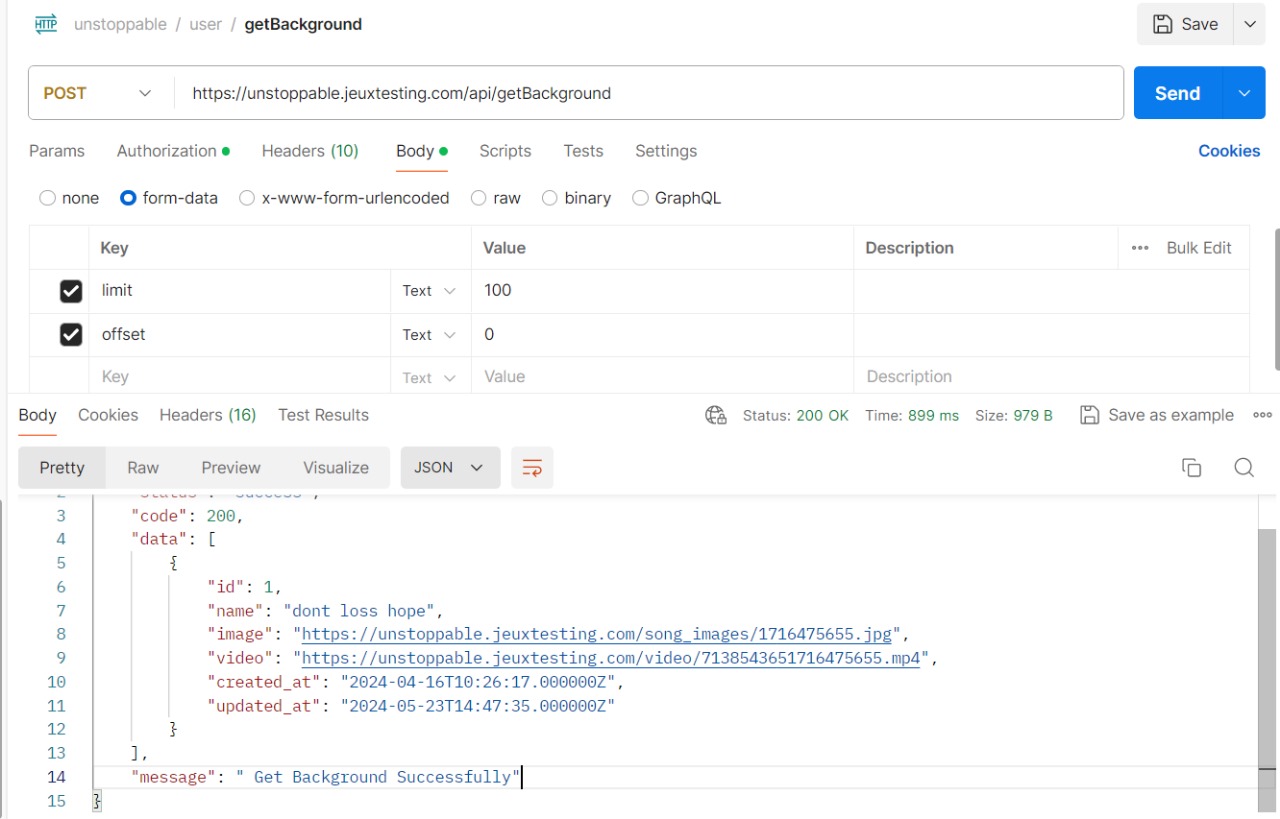 HTTP unstoppable / user / getBackground Save
POST https://unstoppable.jeuxtesting.com/api/getBackground Send
Params Authorization Headers (10) Body Scripts Tests Settings Cookies
none form-data x-www-form-urlencoded raw binary GraphQL
Key Value Description ••• Bulk Edit
limit Text 100
offset Text 0
Key Text Value Description
Body Cookies Headers (16) Test Results Status: 200 OK Time: 899 ms Size: 979 B Save as example
Pretty Raw Preview Visualize JSON
2 "status": "success",
3 "code": 200,
4 "data": [
5 {
6 "id": 1,
7 "name": "dont loss hope",
8 "image": "https://unstoppable.jeuxtesting.com/song_images/1716475655.jpg",
9 "video": "https://unstoppable.jeuxtesting.com/video/7138543651716475655.mp4",
10 "created_at": "2024-04-16T10:26:17.000000Z",
11 "updated_at": "2024-05-23T14:47:35.000000Z"
12 }
13 ],
14 "message": " Get Background Successfully"
15 }